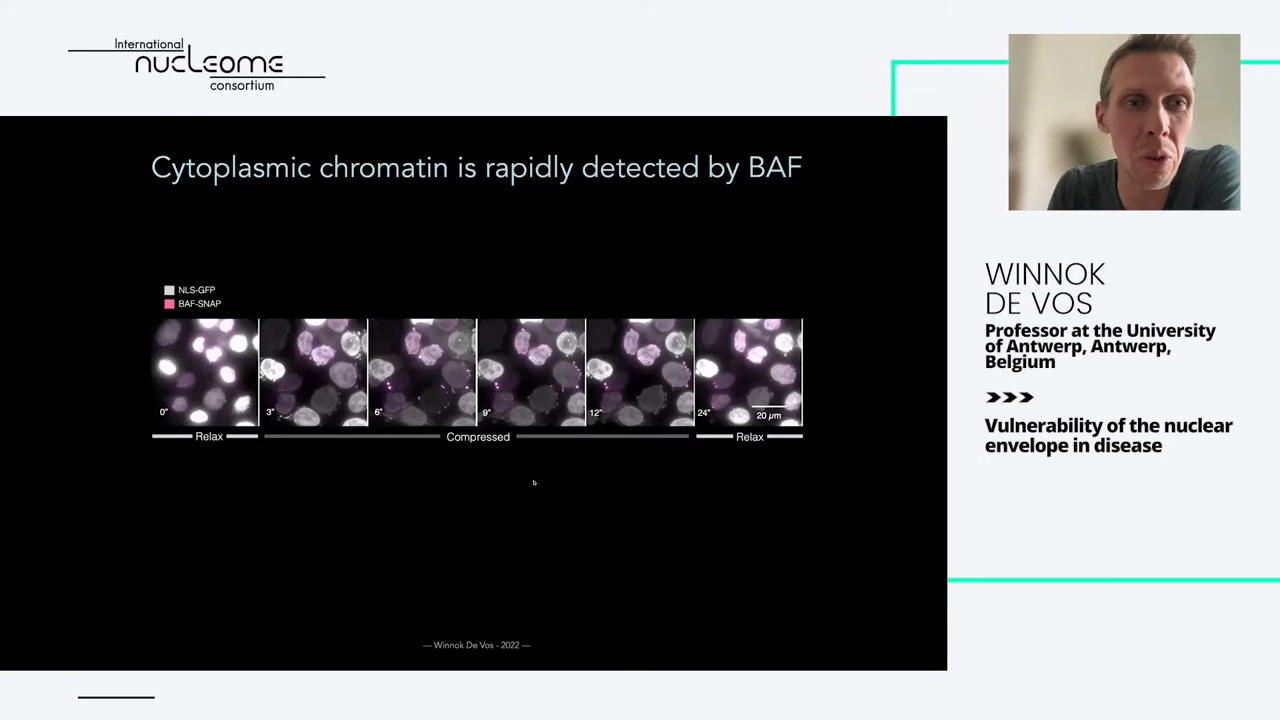 International
nucleome
consortium
Cytoplasmic chromatin is rapidly detected by BAF
NLS-GFP
BAF-SNAP
0"
3"
6"
9"
12"
24"
20 µm
Relax
Compressed
Relax
— Winnok De Vos - 2022 —
WINNOK
DE VOS
Professor at the University
of Antwerp, Antwerp,
Belgium
Vulnerability of the nuclear
envelope in disease